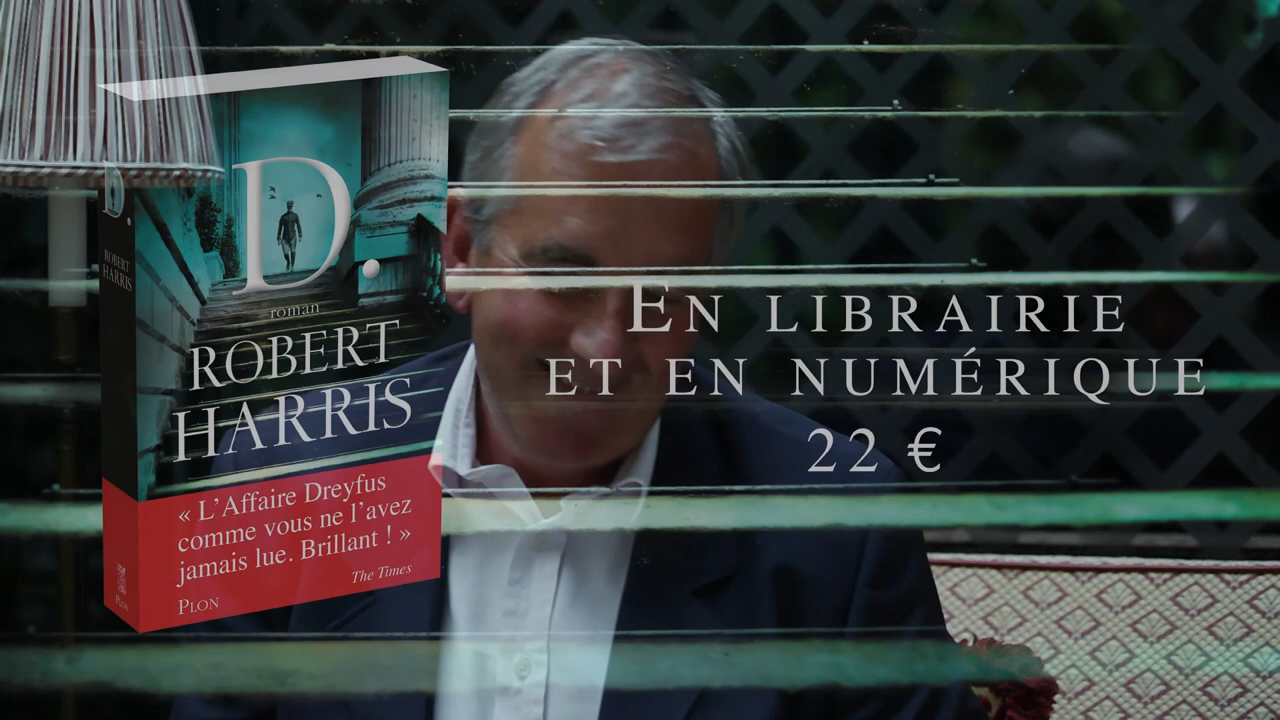 D.
roman
ROBERT
HARRIS
« L'Affaire Dreyfus
comme vous ne l'avez
jamais lue. Brillant ! »
The Times
PLON
ROBERT
HARRIS
PLON
EN LIBRAIRIE
ET EN NUMÉRIQUE
22 €